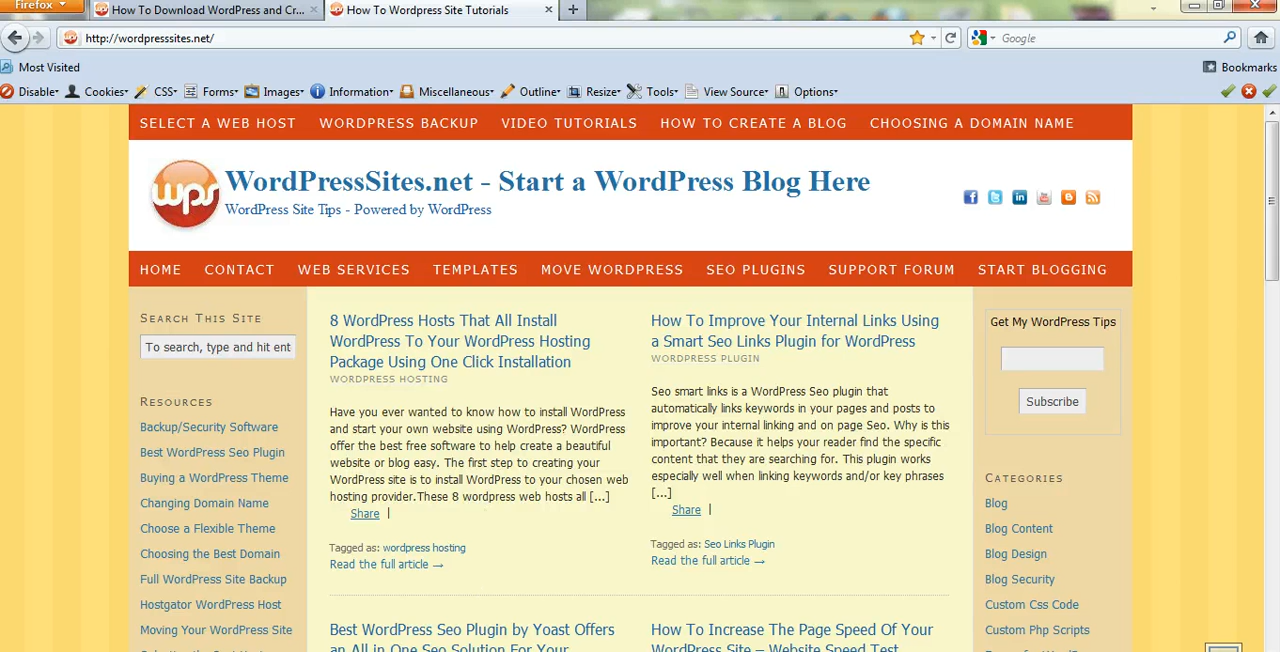 Firefox
How To Download WordPress and Cr...
How To Wordpress Site Tutorials
http://wordpresssites.net/
Google
Most Visited
Bookmarks
Disable
Cookies
CSS
Forms
Images
Information
Miscellaneous
Outline
Resize
Tools
View Source
Options
SELECT A WEB HOST
WORDPRESS BACKUP
VIDEO TUTORIALS
HOW TO CREATE A BLOG
CHOOSING A DOMAIN NAME
wps
WordPressSites.net - Start a WordPress Blog Here
WordPress Site Tips - Powered by WordPress
HOME
CONTACT
WEB SERVICES
TEMPLATES
MOVE WORDPRESS
SEO PLUGINS
SUPPORT FORUM
START BLOGGING
SEARCH THIS SITE
To search, type and hit ent
RESOURCES
Backup/Security Software
Best WordPress Seo Plugin
Buying a WordPress Theme
Changing Domain Name
Choose a Flexible Theme
Choosing the Best Domain
Full WordPress Site Backup
Hostgator WordPress Host
Moving Your WordPress Site
8 WordPress Hosts That All Install
WordPress To Your WordPress Hosting
Package Using One Click Installation
WORDPRESS HOSTING
Have you ever wanted to know how to install WordPress
and start your own website using WordPress? WordPress
offer the best free software to help create a beautiful
website or blog easy. The first step to creating your
WordPress site is to install WordPress to your chosen web
hosting provider.These 8 wordpress web hosts all [...]
Share |
Tagged as: wordpress hosting
Read the full article →
Best WordPress Seo Plugin by Yoast Offers
an All in One Seo Solution For Your
How To Improve Your Internal Links Using
a Smart Seo Links Plugin for WordPress
WORDPRESS PLUGIN
Seo smart links is a WordPress Seo plugin that
automatically links keywords in your pages and posts to
improve your internal linking and on page Seo. Why is this
important? Because it helps your reader find the specific
content that they are searching for. This plugin works
especially well when linking keywords and/or key phrases
[...]
Share |
Tagged as: Seo Links Plugin
Read the full article →
How To Increase The Page Speed Of Your
WordPress Site – Website Speed Test
Get My WordPress Tips
Subscribe
CATEGORIES
Blog
Blog Content
Blog Design
Blog Security
Custom Css Code
Custom Php Scripts